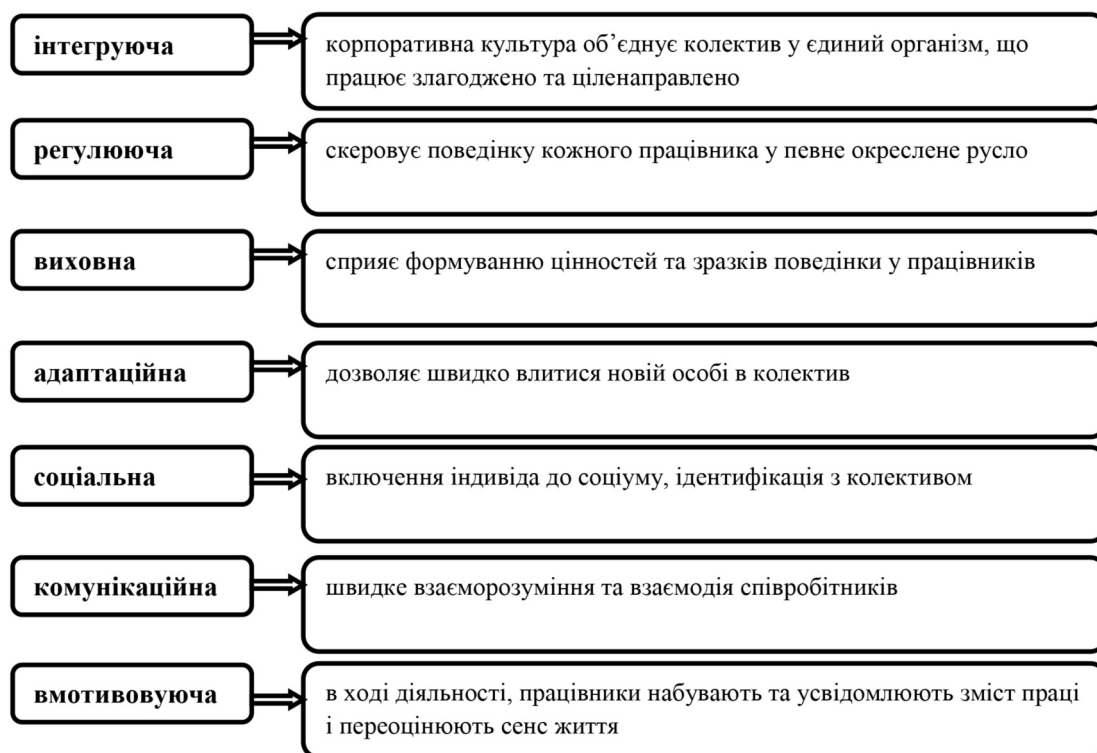 інтегруюча
корпоративна культура об’єднує колектив у єдиний організм, що
працює злагоджено та ціленаправлено
регулююча
скеровує поведінку кожного працівника у певне окреслене русло
виховна
сприяє формуванню цінностей та зразків поведінки у працівників
адаптаційна
дозволяє швидко влитися новій особі в колектив
соціальна
включення індивіда до соціуму, ідентифікація з колективом
комунікаційна
швидке взаєморозуміння та взаємодія співробітників
вмотивовуюча
в ході діяльності, працівники набувають та усвідомлюють зміст праці
і переоцінюють сенс життя